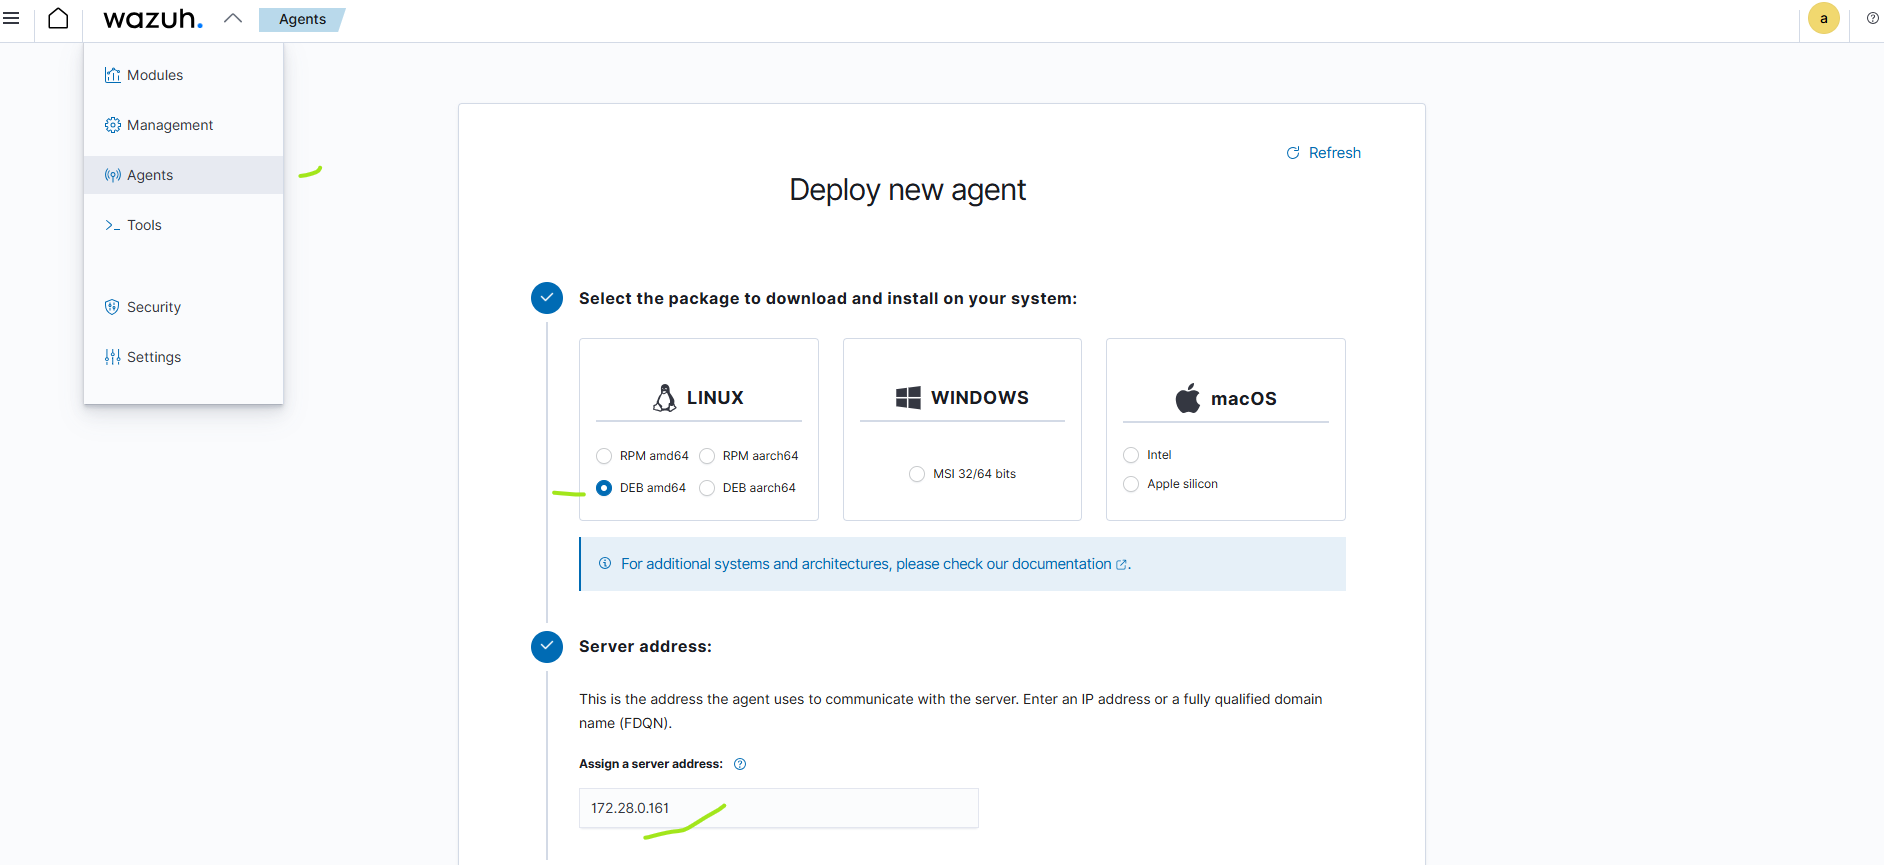 wazuh. Agents a
Modules
Management
Agents
Tools
Security
Settings
Refresh
Deploy new agent
Select the package to download and install on your system:
LINUX
RPM amd64 RPM aarch64
DEB amd64 DEB aarch64
WINDOWS
MSI 32/64 bits
macOS
Intel
Apple silicon
For additional systems and architectures, please check our documentation.
Server address:
This is the address the agent uses to communicate with the server. Enter an IP address or a fully qualified domain
name (FDQN).
Assign a server address:
172.28.0.161